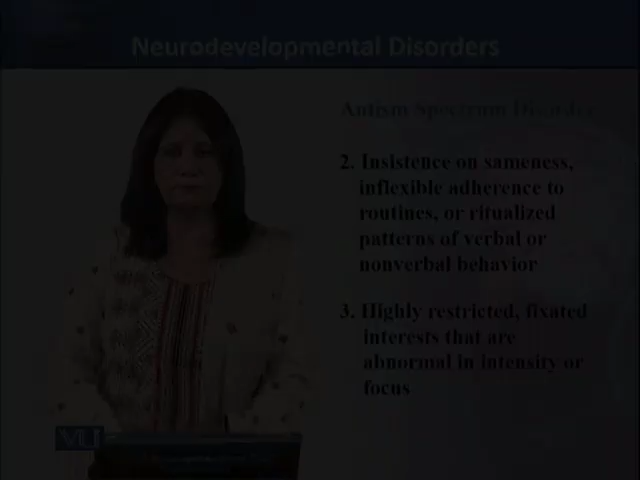 Neurodevelopmental Disorders
Autism Spectrum Disorder
2. Insistence on sameness,
inflexible adherence to
routines, or ritualized
patterns of verbal or
nonverbal behavior
3. Highly restricted, fixated
interests that are
abnormal in intensity or
focus
VU